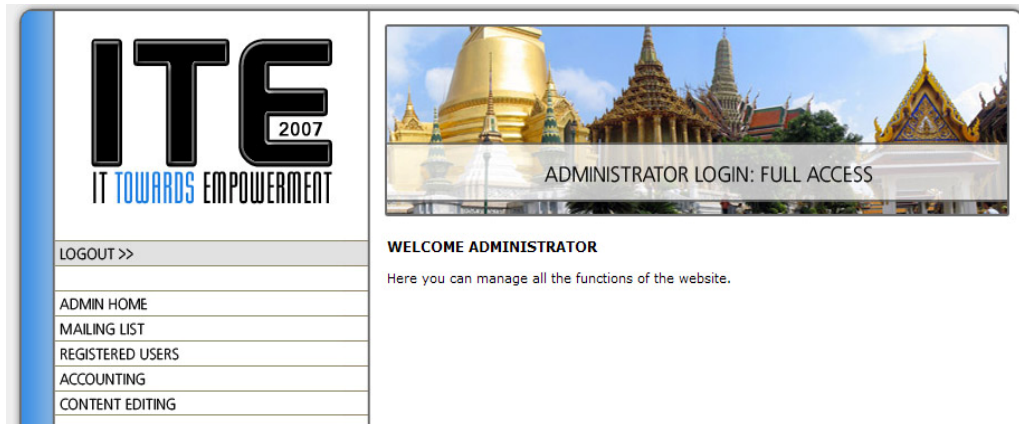 ITE
2007
IT TOWARDS EMPOWERMENT
LOGOUT >>
ADMIN HOME
MAILING LIST
REGISTERED USERS
ACCOUNTING
CONTENT EDITING
ADMINISTRATOR LOGIN: FULL ACCESS
WELCOME ADMINISTRATOR
Here you can manage all the functions of the website.